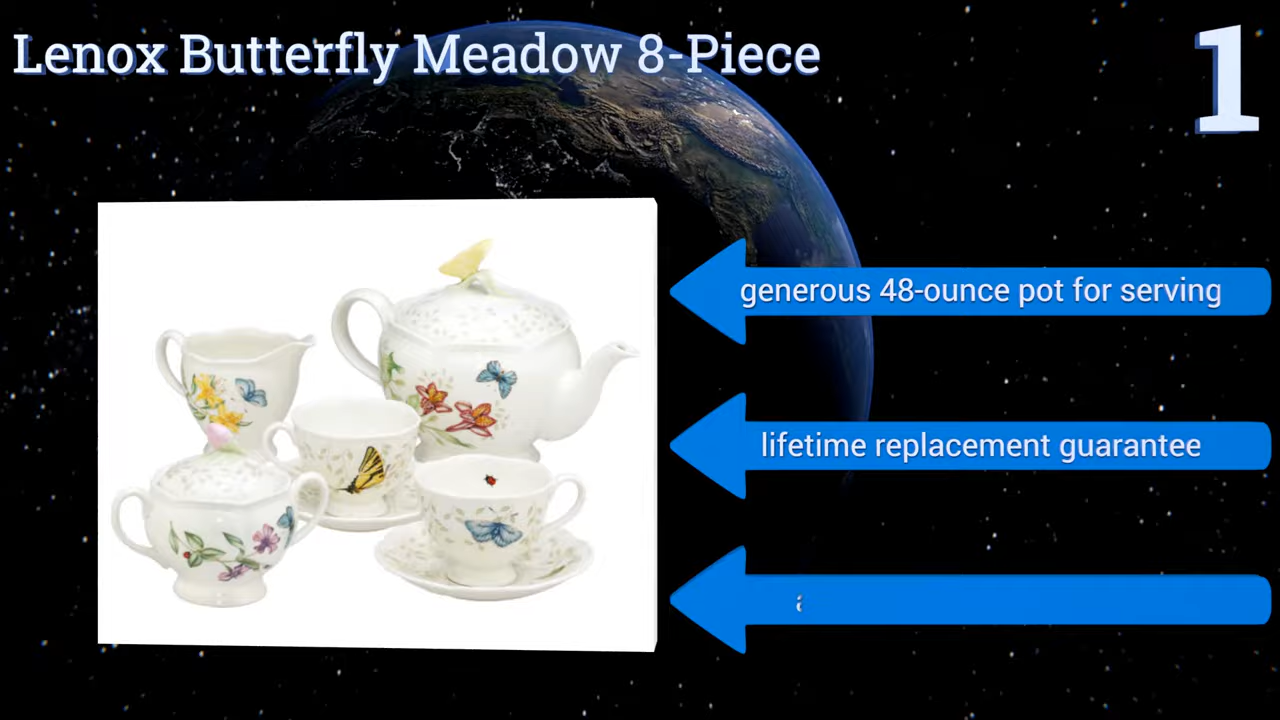 Lenox Butterfly Meadow 8-Piece
1
generous 48-ounce pot for serving
lifetime replacement guarantee